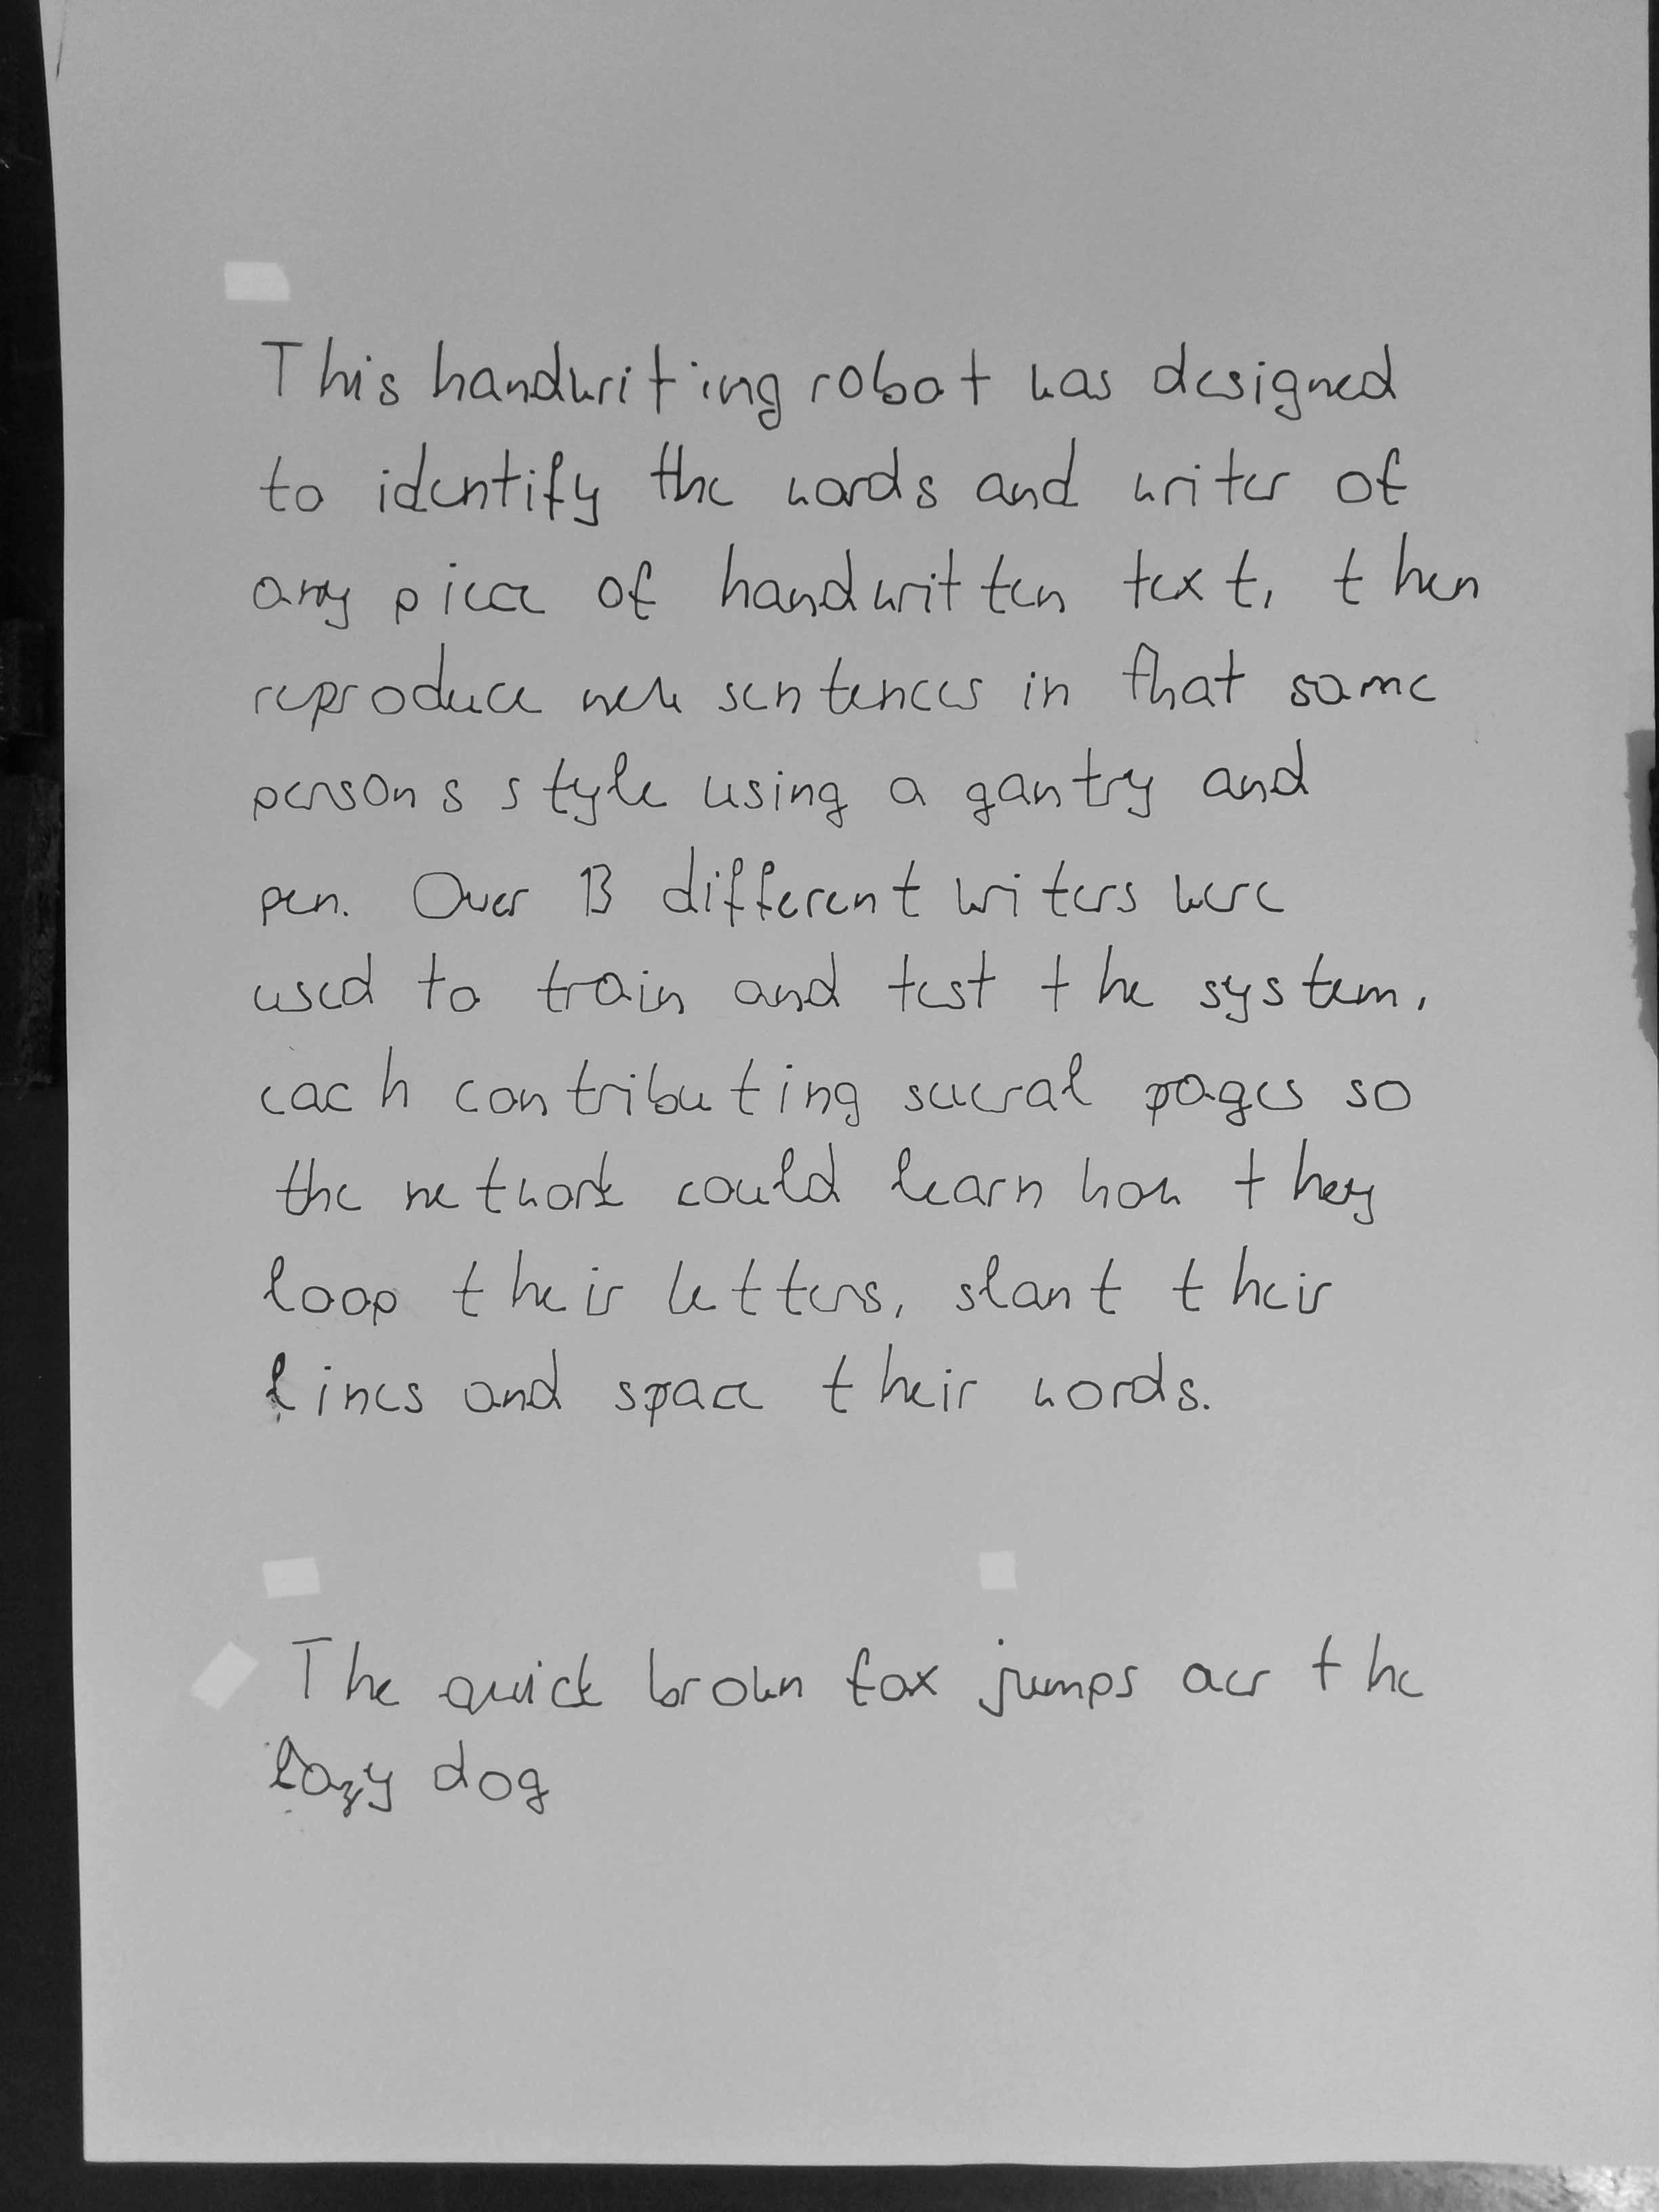 This handwriting robot was designed
to identify the words and writer of
any piece of handwritten text, then
reproduce new sentences in that same
persons style using a gantry and
pen. Over 13 different writers were
used to train and test the system,
each contributing several pages so
the network could learn how they
loop their letters, slant their
lines and space their words.
The quick brown fox jumps over the
lazy dog